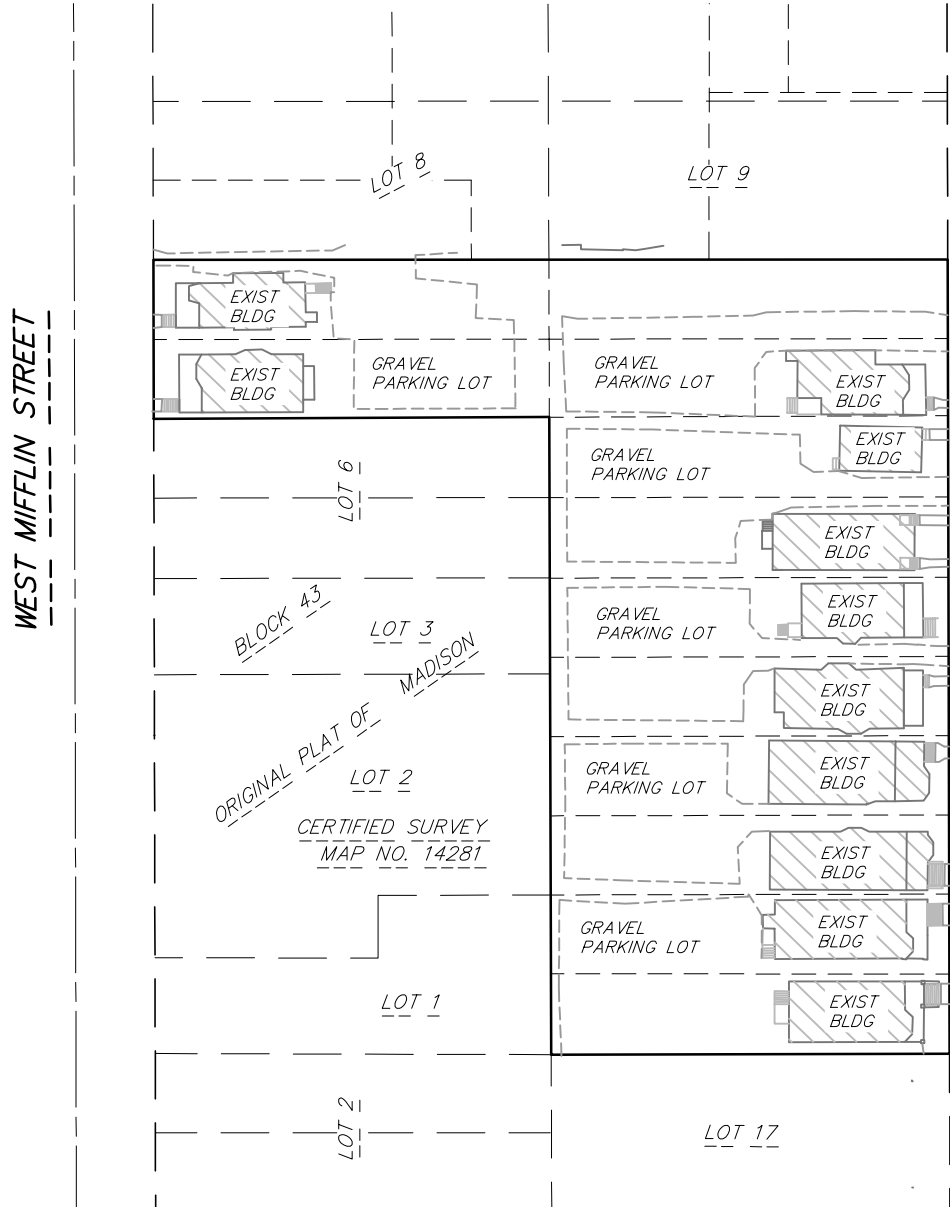 LOT 8
LOT 9
WEST MIFFLIN STREET
EXIST
BLDG
EXIST
BLDG
GRAVEL
PARKING LOT
GRAVEL
PARKING LOT
EXIST
BLDG
GRAVEL
PARKING LOT
EXIST
BLDG
LOT 6
EXIST
BLDG
BLOCK 43
LOT 3
GRAVEL
PARKING LOT
EXIST
BLDG
ORIGINAL PLAT OF MADISON
EXIST
BLDG
LOT 2
GRAVEL
PARKING LOT
EXIST
BLDG
CERTIFIED SURVEY
MAP NO. 14281
EXIST
BLDG
GRAVEL
PARKING LOT
EXIST
BLDG
LOT 1
EXIST
BLDG
LOT 2
LOT 17